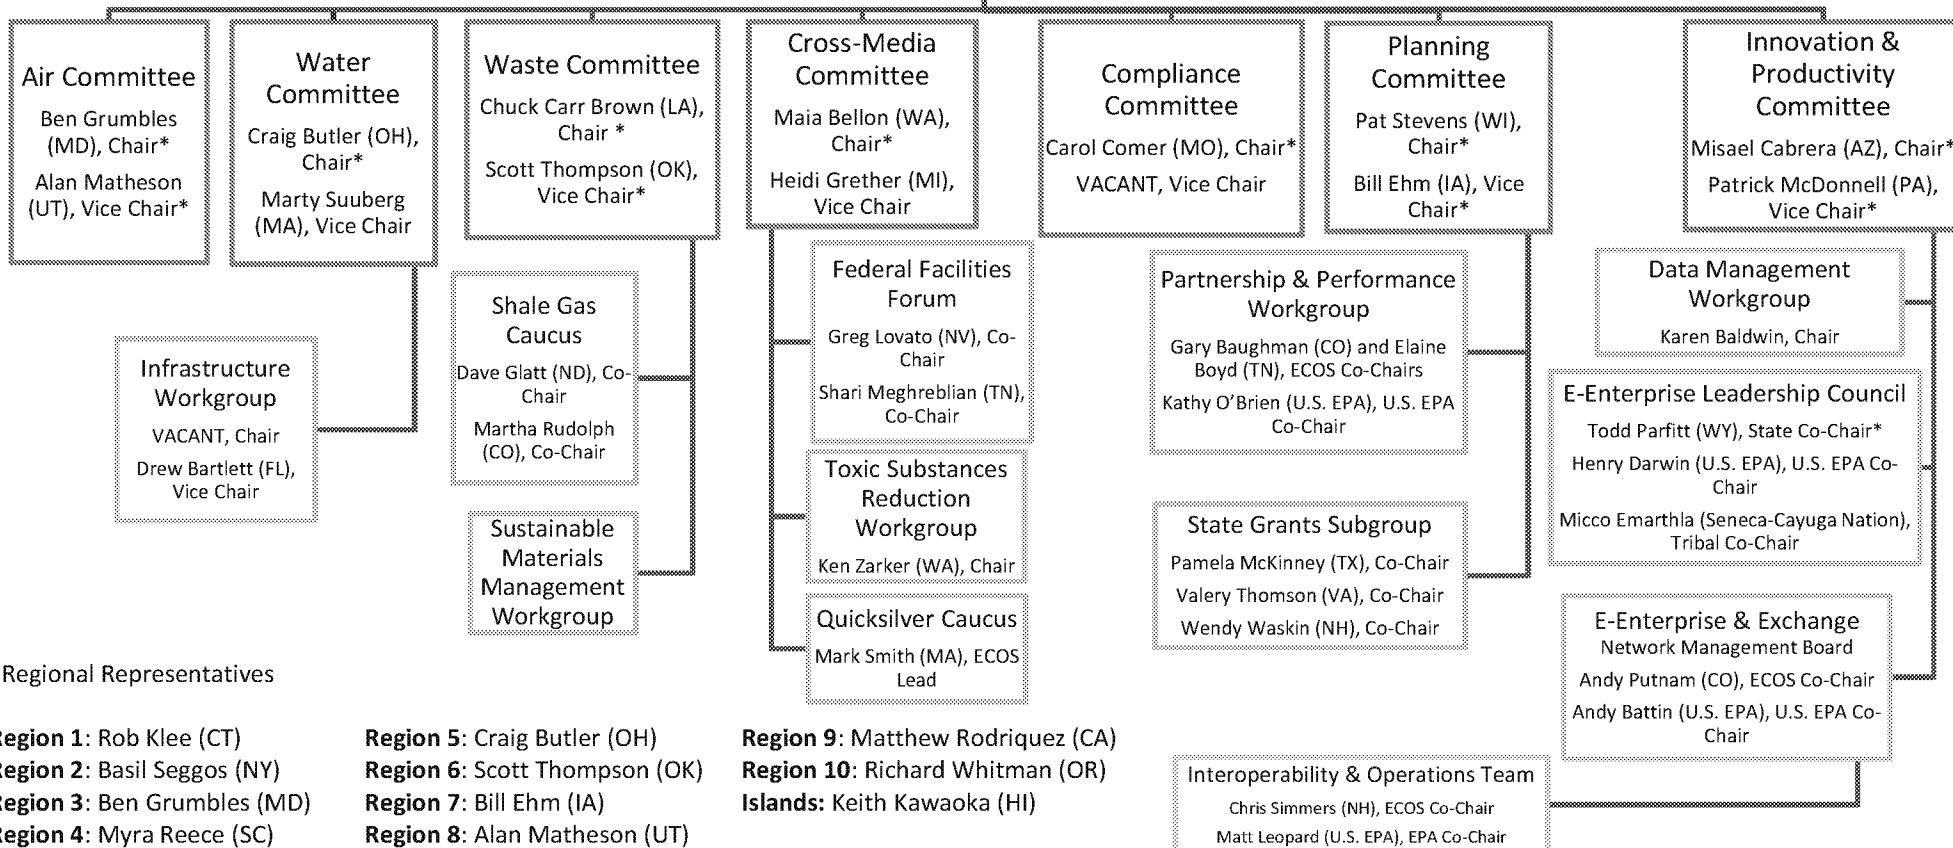 Air Committee
Ben Grumbles
(MD), Chair*
Alan Matheson
(UT), Vice Chair*
Water
Committee
Craig Butler (OH),
Chair*
Marty Suuberg
(MA), Vice Chair
Infrastructure
Workgroup
VACANT, Chair
Drew Bartlett (FL),
Vice Chair
Waste Committee
Chuck Carr Brown (LA),
Chair *
Scott Thompson (OK),
Vice Chair*
Shale Gas
Caucus
Dave Glatt (ND), Co-
Chair
Martha Rudolph
(CO), Co-Chair
Sustainable
Materials
Management
Workgroup
Cross-Media
Committee
Maia Bellon (WA),
Chair*
Heidi Grether (MI),
Vice Chair
Federal Facilities
Forum
Greg Lovato (NV), Co-
Chair
Shari Meghreblian (TN),
Co-Chair
Toxic Substances
Reduction
Workgroup
Ken Zarker (WA), Chair
Quicksilver Caucus
Mark Smith (MA), ECOS
Lead
Compliance
Committee
Carol Comer (MO), Chair*
VACANT, Vice Chair
Planning
Committee
Pat Stevens (WI),
Chair*
Bill Ehm (IA), Vice
Chair*
Partnership & Performance
Workgroup
Gary Baughman (CO) and Elaine
Boyd (TN), ECOS Co-Chairs
Kathy O’Brien (U.S. EPA), U.S. EPA
Co-Chair
State Grants Subgroup
Pamela McKinney (TX), Co-Chair
Valery Thomson (VA), Co-Chair
Wendy Waskin (NH), Co-Chair
Innovation &
Productivity
Committee
Misael Cabrera (AZ), Chair*
Patrick McDonnell (PA),
Vice Chair*
Data Management
Workgroup
Karen Baldwin, Chair
E-Enterprise Leadership Council
Todd Parfitt (WY), State Co-Chair*
Henry Darwin (U.S. EPA), U.S. EPA Co-
Chair
Micco Emarthla (Seneca-Cayuga Nation),
Tribal Co-Chair
E-Enterprise & Exchange
Network Management Board
Andy Putnam (CO), ECOS Co-Chair
Andy Battin (U.S. EPA), U.S. EPA Co-
Chair
Interoperability & Operations Team
Chris Simmers (NH), ECOS Co-Chair
Matt Leopard (U.S. EPA), EPA Co-Chair
Regional Representatives
Region 1: Rob Klee (CT)
Region 2: Basil Seggos (NY)
Region 3: Ben Grumbles (MD)
Region 4: Myra Reece (SC)
Region 5: Craig Butler (OH)
Region 6: Scott Thompson (OK)
Region 7: Bill Ehm (IA)
Region 8: Alan Matheson (UT)
Region 9: Matthew Rodriquez (CA)
Region 10: Richard Whitman (OR)
Islands: Keith Kawaoka (HI)